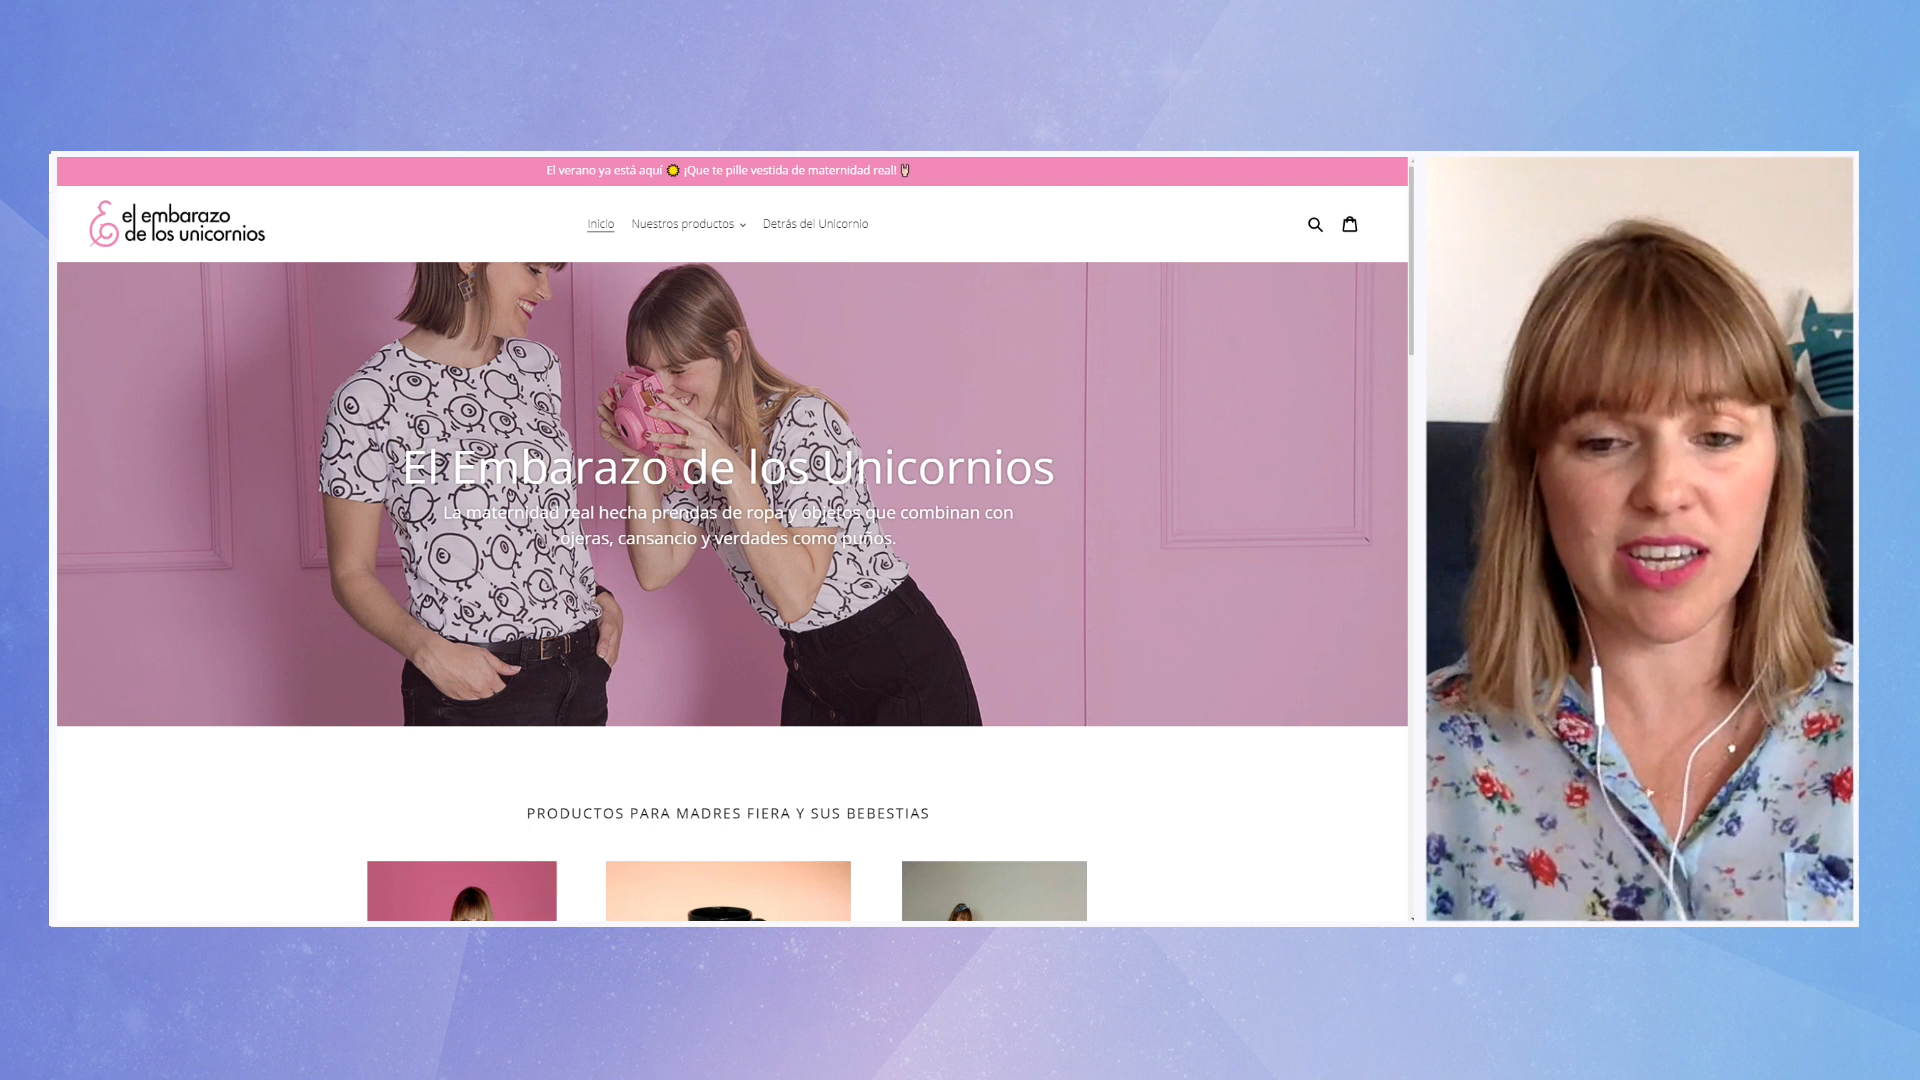 El verano ya está aquí 🌞 ¡Que te pille vestida de maternidad real! 🤘
el embarazo
de los unicornios
Inicio Nuestros productos Detrás del Unicornio
El Embarazo de los Unicornios
La maternidad real hecha prendas de ropa y objetos que combinan con
ojeras, cansancio y verdades como puños.
PRODUCTOS PARA MADRES FIERA Y SUS BEBESTIAS